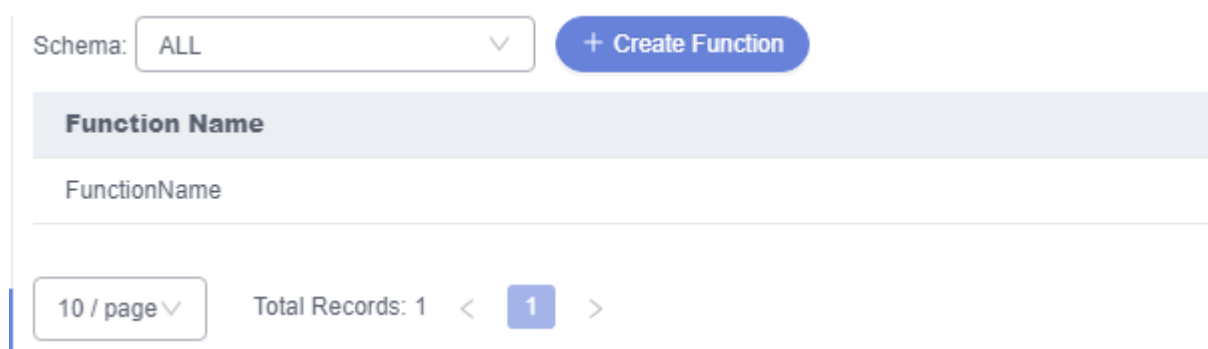 Schema: ALL + Create Function
Function Name
FunctionName
10 / page Total Records: 1 < 1 >